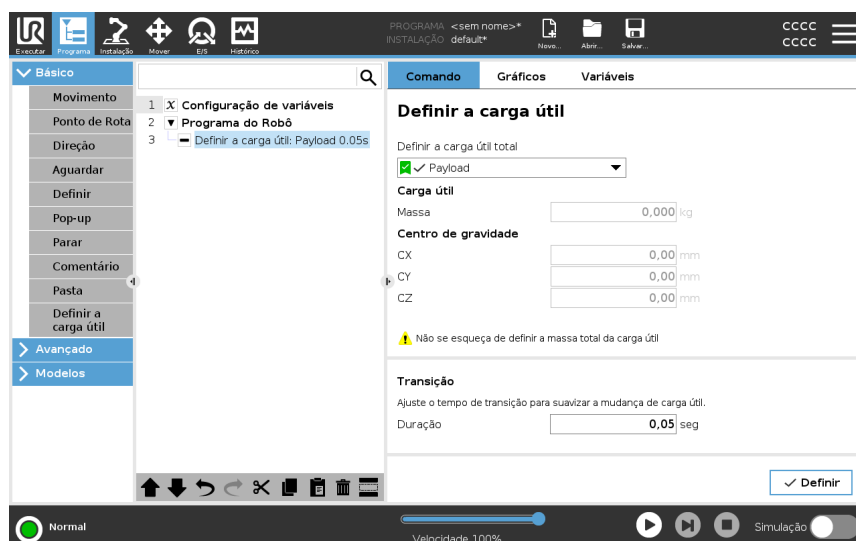 UR
PROGRAMA <sem nome>*
INSTALAÇÃO default*
Executar Programa Instalação Mover E/S Histórico
Novo... Abrir... Salvar...
cccc
cccc
Básico
Movimento
Ponto de Rota
Direção
Aguardar
Definir
Pop-up
Parar
Comentário
Pasta
Definir a
carga útil
Avançado
Modelos
1 X Configuração de variáveis
2 Programa do Robô
3 Definir a carga útil: Payload 0.05s
Comando Gráficos Variáveis
Definir a carga útil
Definir a carga útil total
Payload
Carga útil
Massa 0,000 kg
Centro de gravidade
CX 0,00 mm
CY 0,00 mm
CZ 0,00 mm
Não se esqueça de definir a massa total da carga útil
Transição
Ajuste o tempo de transição para suavizar a mudança de carga útil.
Duração 0,05 seg
Definir
Normal
Velocidade 100%
Simulação